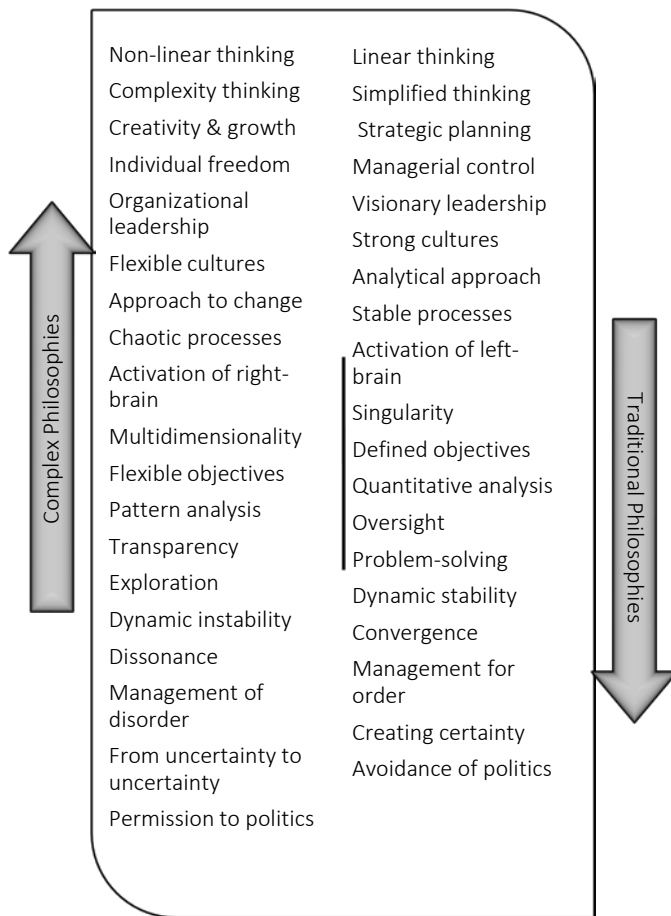 Non-linear thinking
Complexity thinking
Creativity & growth
Individual freedom
Organizational
leadership
Flexible cultures
Approach to change
Chaotic processes
Activation of right-
brain
Multidimensionality
Flexible objectives
Pattern analysis
Transparency
Exploration
Dynamic instability
Dissonance
Management of
disorder
From uncertainty to
uncertainty
Permission to politics
Linear thinking
Simplified thinking
Strategic planning
Managerial control
Visionary leadership
Strong cultures
Analytical approach
Stable processes
Activation of left-
brain
Singularity
Defined objectives
Quantitative analysis
Oversight
Problem-solving
Dynamic stability
Convergence
Management for
order
Creating certainty
Avoidance of politics
Complex Philosophies
Traditional Philosophies